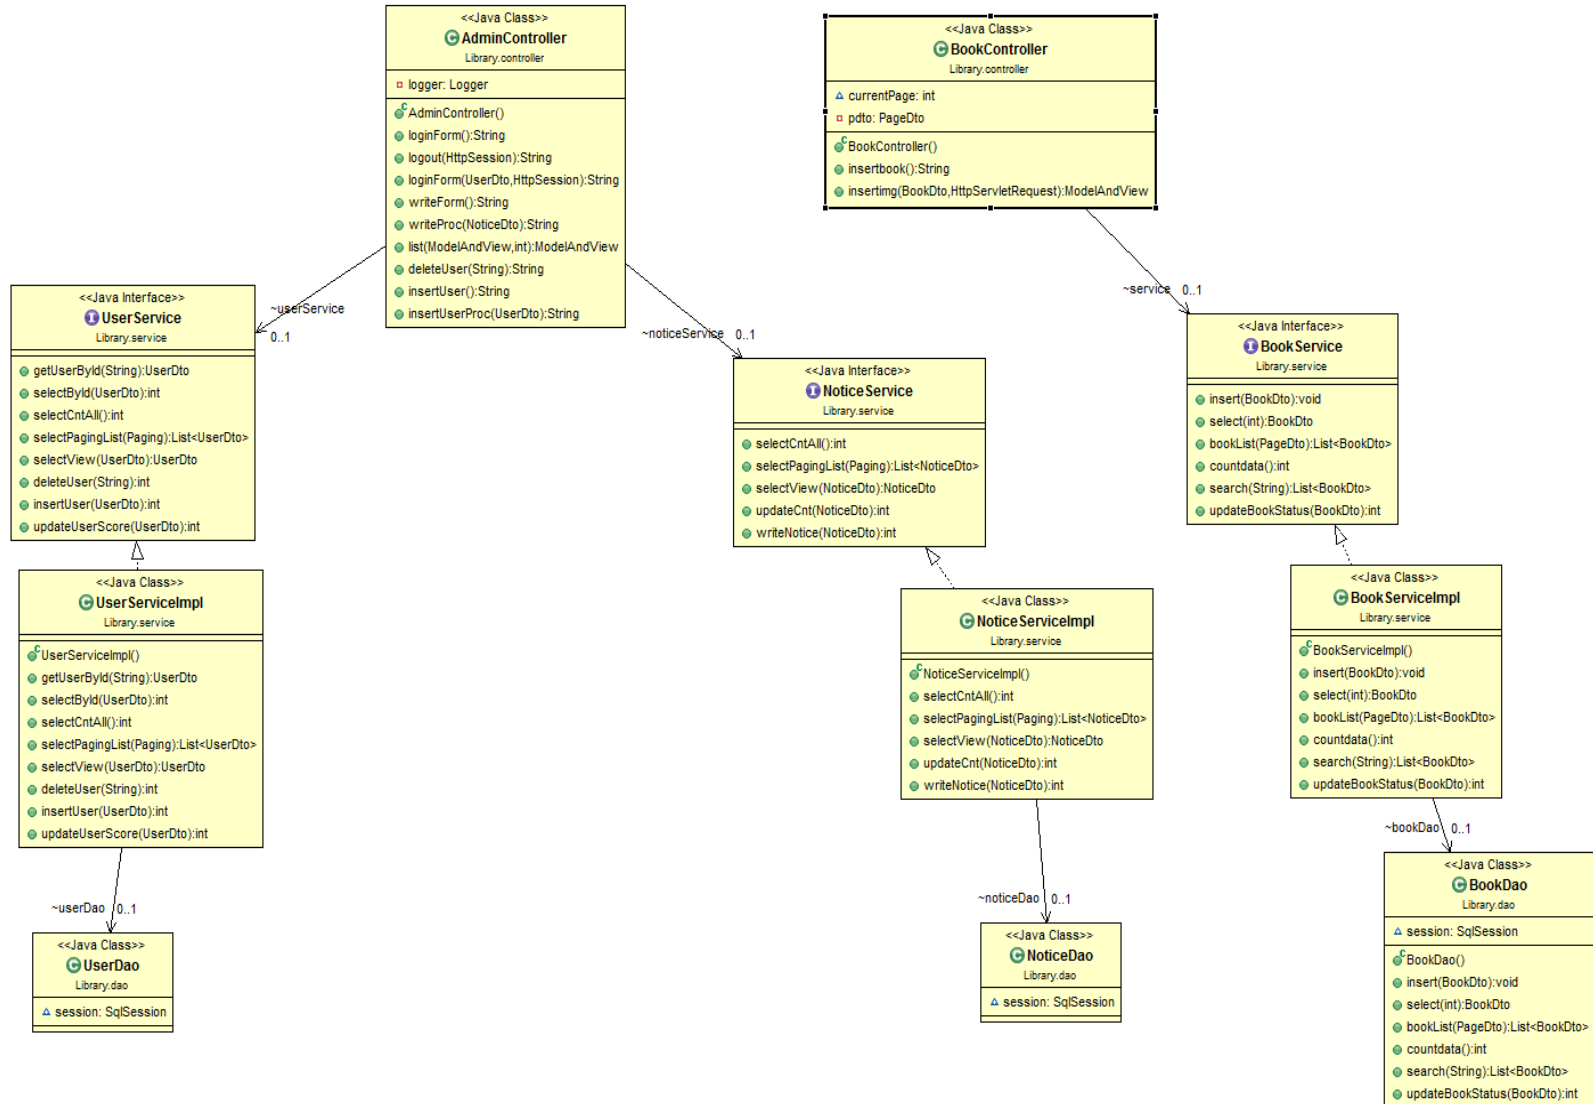 <<Java Class>>
AdminController
Library.controller
logger: Logger
AdminController()
loginForm():String
logout(HttpSession):String
loginForm(UserDto,HttpSession):String
writeForm():String
writeProc(NoticeDto):String
list(ModelAndView,int):ModelAndView
deleteUser(String):String
insertUser():String
insertUserProc(UserDto):String
<<Java Class>>
BookController
Library.controller
currentPage: int
pdto: PageDto
BookController()
insertbook():String
insertimg(BookDto,HttpServletRequest):ModelAndView
~userService
0..1
~noticeService
0..1
~service
0..1
<<Java Interface>>
UserService
Library.service
getUserById(String):UserDto
selectById(UserDto):int
selectCntAll():int
selectPagingList(Paging):List<UserDto>
selectView(UserDto):UserDto
deleteUser(String):int
insertUser(UserDto):int
updateUserScore(UserDto):int
<<Java Interface>>
NoticeService
Library.service
selectCntAll():int
selectPagingList(Paging):List<NoticeDto>
selectView(NoticeDto):NoticeDto
updateCnt(NoticeDto):int
writeNotice(NoticeDto):int
<<Java Interface>>
BookService
Library.service
insert(BookDto):void
select(int):BookDto
bookList(PageDto):List<BookDto>
countdata():int
search(String):List<BookDto>
updateBookStatus(BookDto):int
<<Java Class>>
UserServiceImpl
Library.service
UserServiceImpl()
getUserById(String):UserDto
selectById(UserDto):int
selectCntAll():int
selectPagingList(Paging):List<UserDto>
selectView(UserDto):UserDto
deleteUser(String):int
insertUser(UserDto):int
updateUserScore(UserDto):int
<<Java Class>>
NoticeServiceImpl
Library.service
NoticeServiceImpl()
selectCntAll():int
selectPagingList(Paging):List<NoticeDto>
selectView(NoticeDto):NoticeDto
updateCnt(NoticeDto):int
writeNotice(NoticeDto):int
<<Java Class>>
BookServiceImpl
Library.service
BookServiceImpl()
insert(BookDto):void
select(int):BookDto
bookList(PageDto):List<BookDto>
countdata():int
search(String):List<BookDto>
updateBookStatus(BookDto):int
~userDao
0..1
~noticeDao
0..1
~bookDao
0..1
<<Java Class>>
UserDao
Library.dao
session: SqlSession
<<Java Class>>
NoticeDao
Library.dao
session: SqlSession
<<Java Class>>
BookDao
Library.dao
session: SqlSession
BookDao()
insert(BookDto):void
select(int):BookDto
bookList(PageDto):List<BookDto>
countdata():int
search(String):List<BookDto>
updateBookStatus(BookDto):int